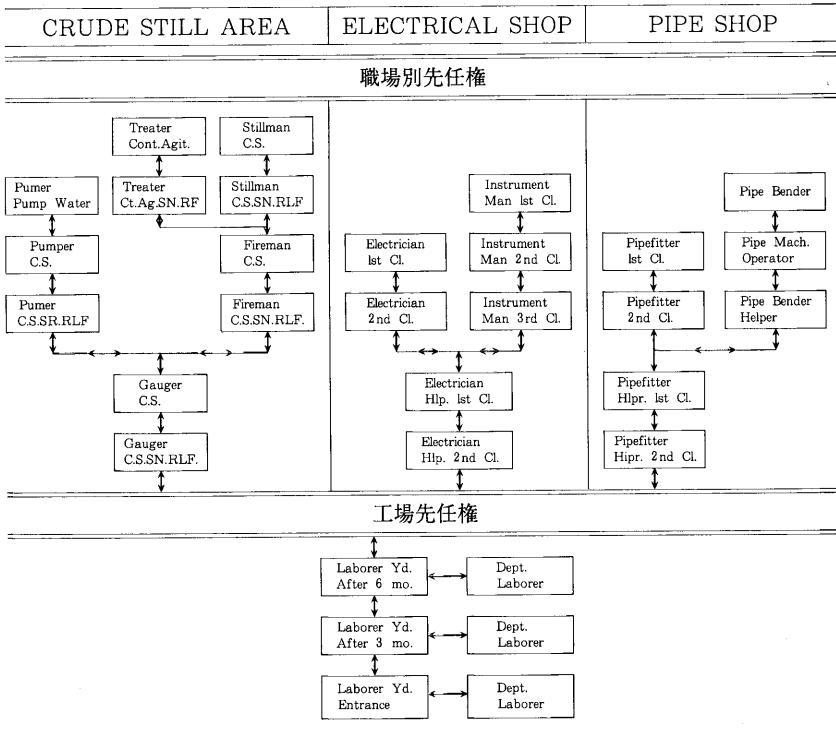 CRUDE STILL AREA
ELECTRICAL SHOP
PIPE SHOP
職場別先任権
Treater
Cont.Agit.
Stillman
C.S.
Pumer
Pump Water
Treater
Ct.Ag.SN.RF
Stillman
C.S.SN.RLF
Pumper
C.S.
Fireman
C.S.
Pumer
C.S.SR.RLF
Fireman
C.S.SN.RLF.
Gauger
C.S.
Gauger
C.S.SN.RLF.
Instrument
Man 1st Cl.
Electrician
1st Cl.
Instrument
Man 2nd Cl.
Electrician
2nd Cl.
Instrument
Man 3rd Cl.
Electrician
Hlp. 1st Cl.
Electrician
Hlp. 2nd Cl.
Pipe Bender
Pipefitter
1st Cl.
Pipe Mach.
Operator
Pipefitter
2nd Cl.
Pipe Bender
Helper
Pipefitter
Hlpr. 1st Cl.
Pipefitter
Hipr. 2nd Cl.
工場先任権
Laborer Yd.
After 6 mo.
Dept.
Laborer
Laborer Yd.
After 3 mo.
Dept.
Laborer
Laborer Yd.
Entrance
Dept.
Laborer